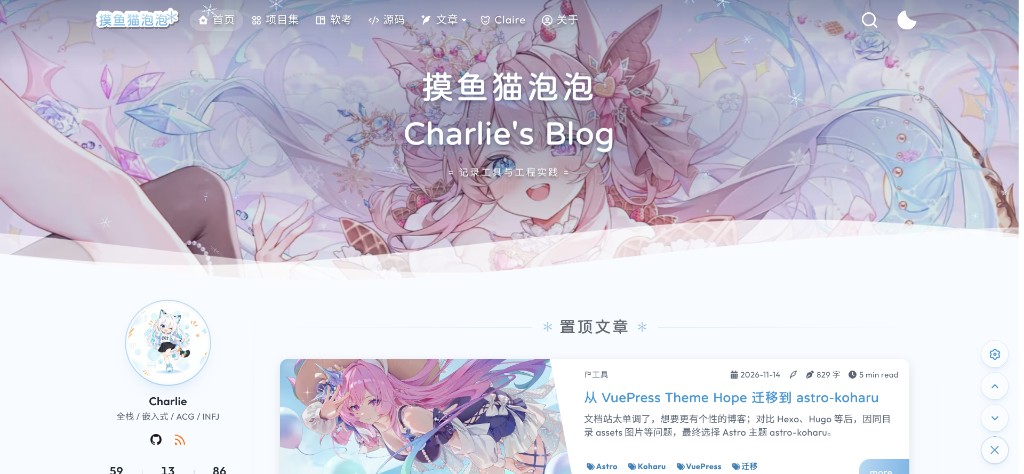 摸鱼猫泡泡
首页
项目集
软考
源码
文章
Claire
关于
摸鱼猫泡泡
Charlie's Blog
= 记录工具与工程实践 =
置顶文章
Charlie
全栈 / 嵌入式 / ACG / INFJ
59
13
86
工具
2026-11-14
829 字
5 min read
从 VuePress Theme Hope 迁移到 astro-koharu
文档站太单调了，想要更有个性的博客；对比 Hexo、Hugo 等后，因同目
录 assets 图片等问题，最终选择 Astro 主题 astro-koharu。
Astro
Koharu
VuePress
迁移
more